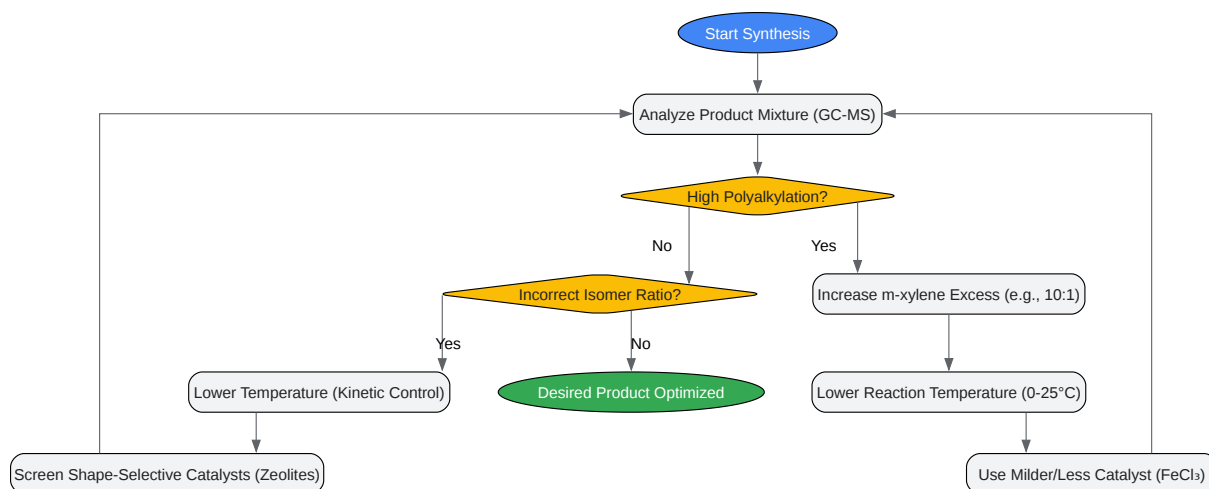 Start Synthesis
Analyze Product Mixture (GC-MS)
High Polyalkylation?
No
Yes
Incorrect Isomer Ratio?
Increase m-xylene Excess (e.g., 10:1)
Yes
No
Lower Temperature (Kinetic Control)
Desired Product Optimized
Lower Reaction Temperature (0-25°C)
Screen Shape-Selective Catalysts (Zeolites)
Use Milder/Less Catalyst (FeCl₃)